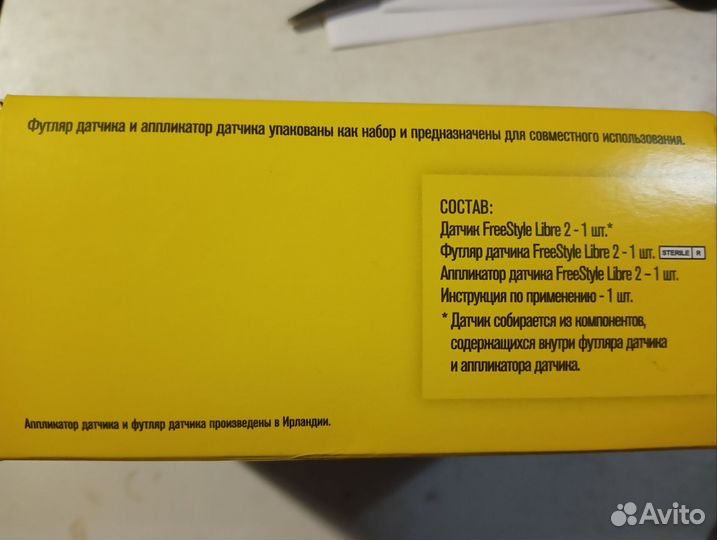 Футляр датчика и аппликатор датчика упакованы как набор и предназначены для совместного использования.
СОСТАВ:
Датчик FreeStyle Libre 2 - 1 шт.*
Футляр датчика FreeStyle Libre 2 - 1 шт. STERILE R
Аппликатор датчика FreeStyle Libre 2 – 1 шт.
Инструкция по применению - 1 шт.
* Датчик собирается из компонентов,
содержащихся внутри футляра датчика
и аппликатора датчика.
Аппликатор датчика и футляр датчика произведены в Ирландии.
Avito